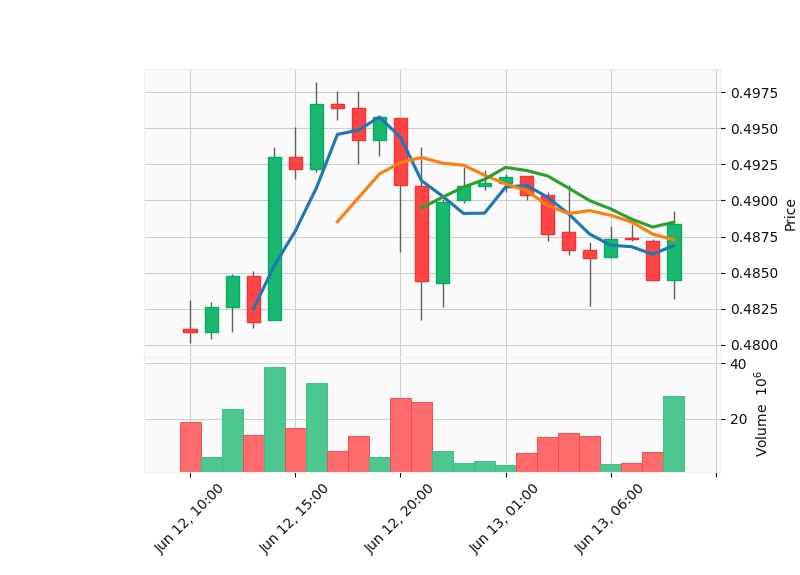 0.4975
0.4950
0.4925
0.4900
0.4875
0.4850
0.4825
0.4800
Price
40
20
Volume 10⁶
Jun 12, 10:00
Jun 12, 15:00
Jun 12, 20:00
Jun 13, 01:00
Jun 13, 06:00